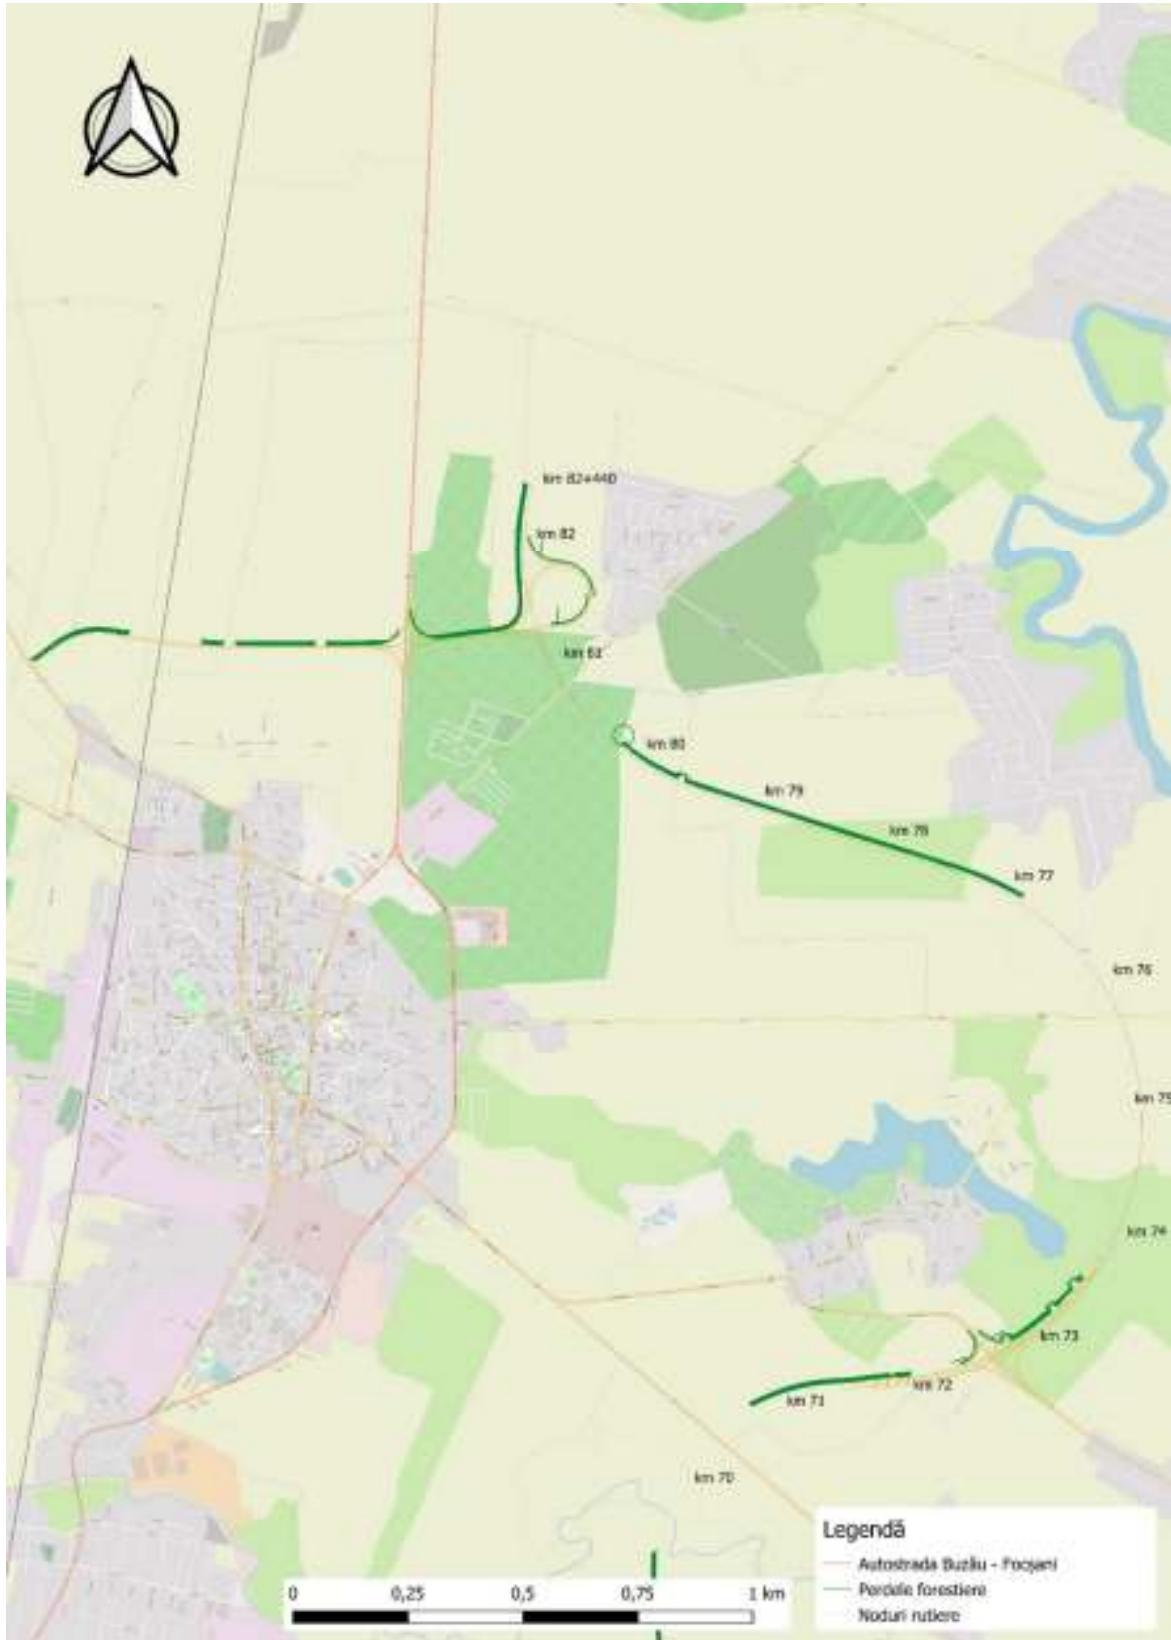 km 82+440
km 82
km 81
km 80
km 79
km 78
km 77
km 76
km 75
km 74
km 73
km 72
km 71
km 70
Legendă
Autostrada Buzău - Focșani
Perdele forestiere
Noduri rutiere
0 0,25 0,5 0,75 1 km